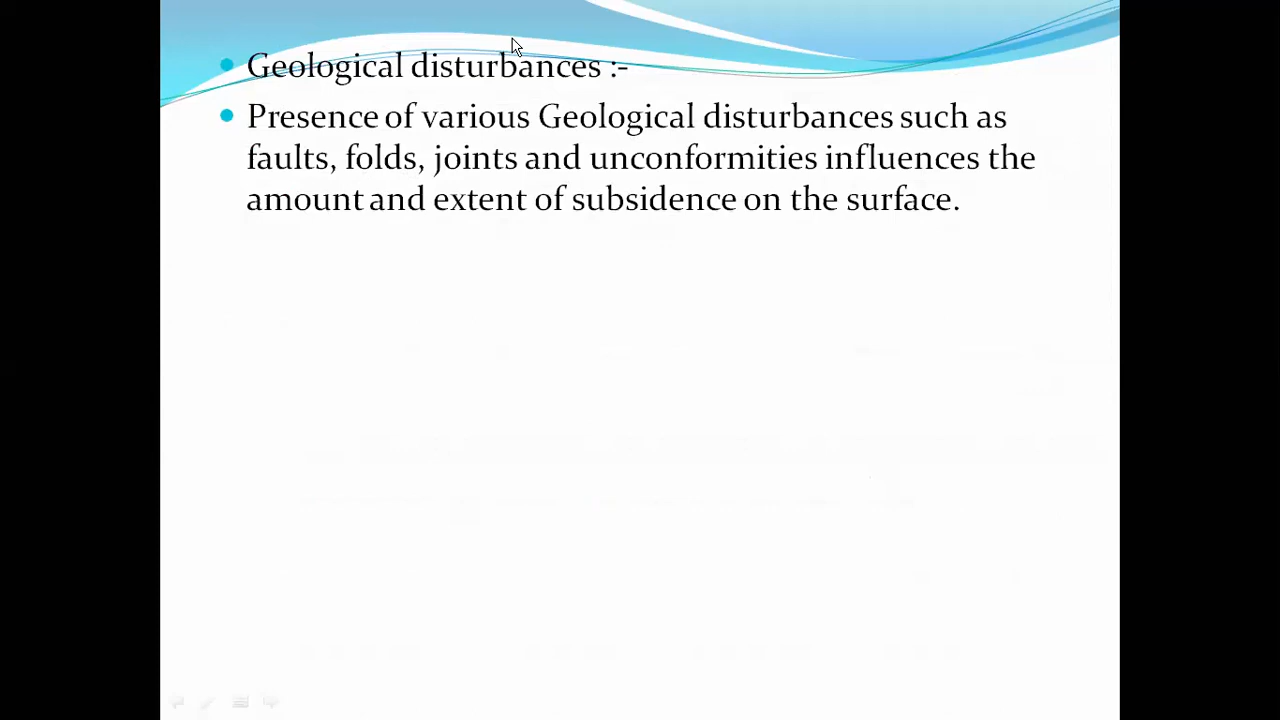 Geological disturbances :-
Presence of various Geological disturbances such as
faults, folds, joints and unconformities influences the
amount and extent of subsidence on the surface.